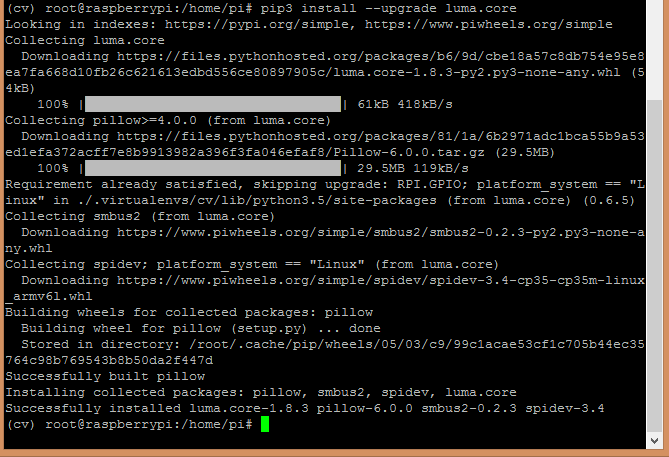 (cv) root@raspberrypi:/home/pi# pip3 install --upgrade luma.core
Looking in indexes: https://pypi.org/simple, https://www.piwheels.org/simple
Collecting luma.core
  Downloading https://files.pythonhosted.org/packages/b6/9d/cbe18a57c8db754e95e8
ea7fa668d10fb26c621613edbd556ce80897905c/luma.core-1.8.3-py2.py3-none-any.whl (5
4kB)
    100% |████████████████████████████████| 61kB 418kB/s
Collecting pillow>=4.0.0 (from luma.core)
  Downloading https://files.pythonhosted.org/packages/81/1a/6b2971adc1bca55b9a53
ed1efa372acff7e8b9913982a396f3fa046efaf8/Pillow-6.0.0.tar.gz (29.5MB)
    100% |████████████████████████████████| 29.5MB 119kB/s
Requirement already satisfied, skipping upgrade: RPI.GPIO; platform_system == "L
inux" in ./.virtualenvs/cv/lib/python3.5/site-packages (from luma.core) (0.6.5)
Collecting smbus2 (from luma.core)
  Downloading https://www.piwheels.org/simple/smbus2/smbus2-0.2.3-py2.py3-none-a
ny.whl
Collecting spidev; platform_system == "Linux" (from luma.core)
  Downloading https://www.piwheels.org/simple/spidev/spidev-3.4-cp35-cp35m-linux
_armv6l.whl
Building wheels for collected packages: pillow
  Building wheel for pillow (setup.py) ... done
  Stored in directory: /root/.cache/pip/wheels/05/03/c9/99c1acae53cf1c705b44ec35
764c98b769543b8b50da2f447d
Successfully built pillow
Installing collected packages: pillow, smbus2, spidev, luma.core
Successfully installed luma.core-1.8.3 pillow-6.0.0 smbus2-0.2.3 spidev-3.4
(cv) root@raspberrypi:/home/pi#